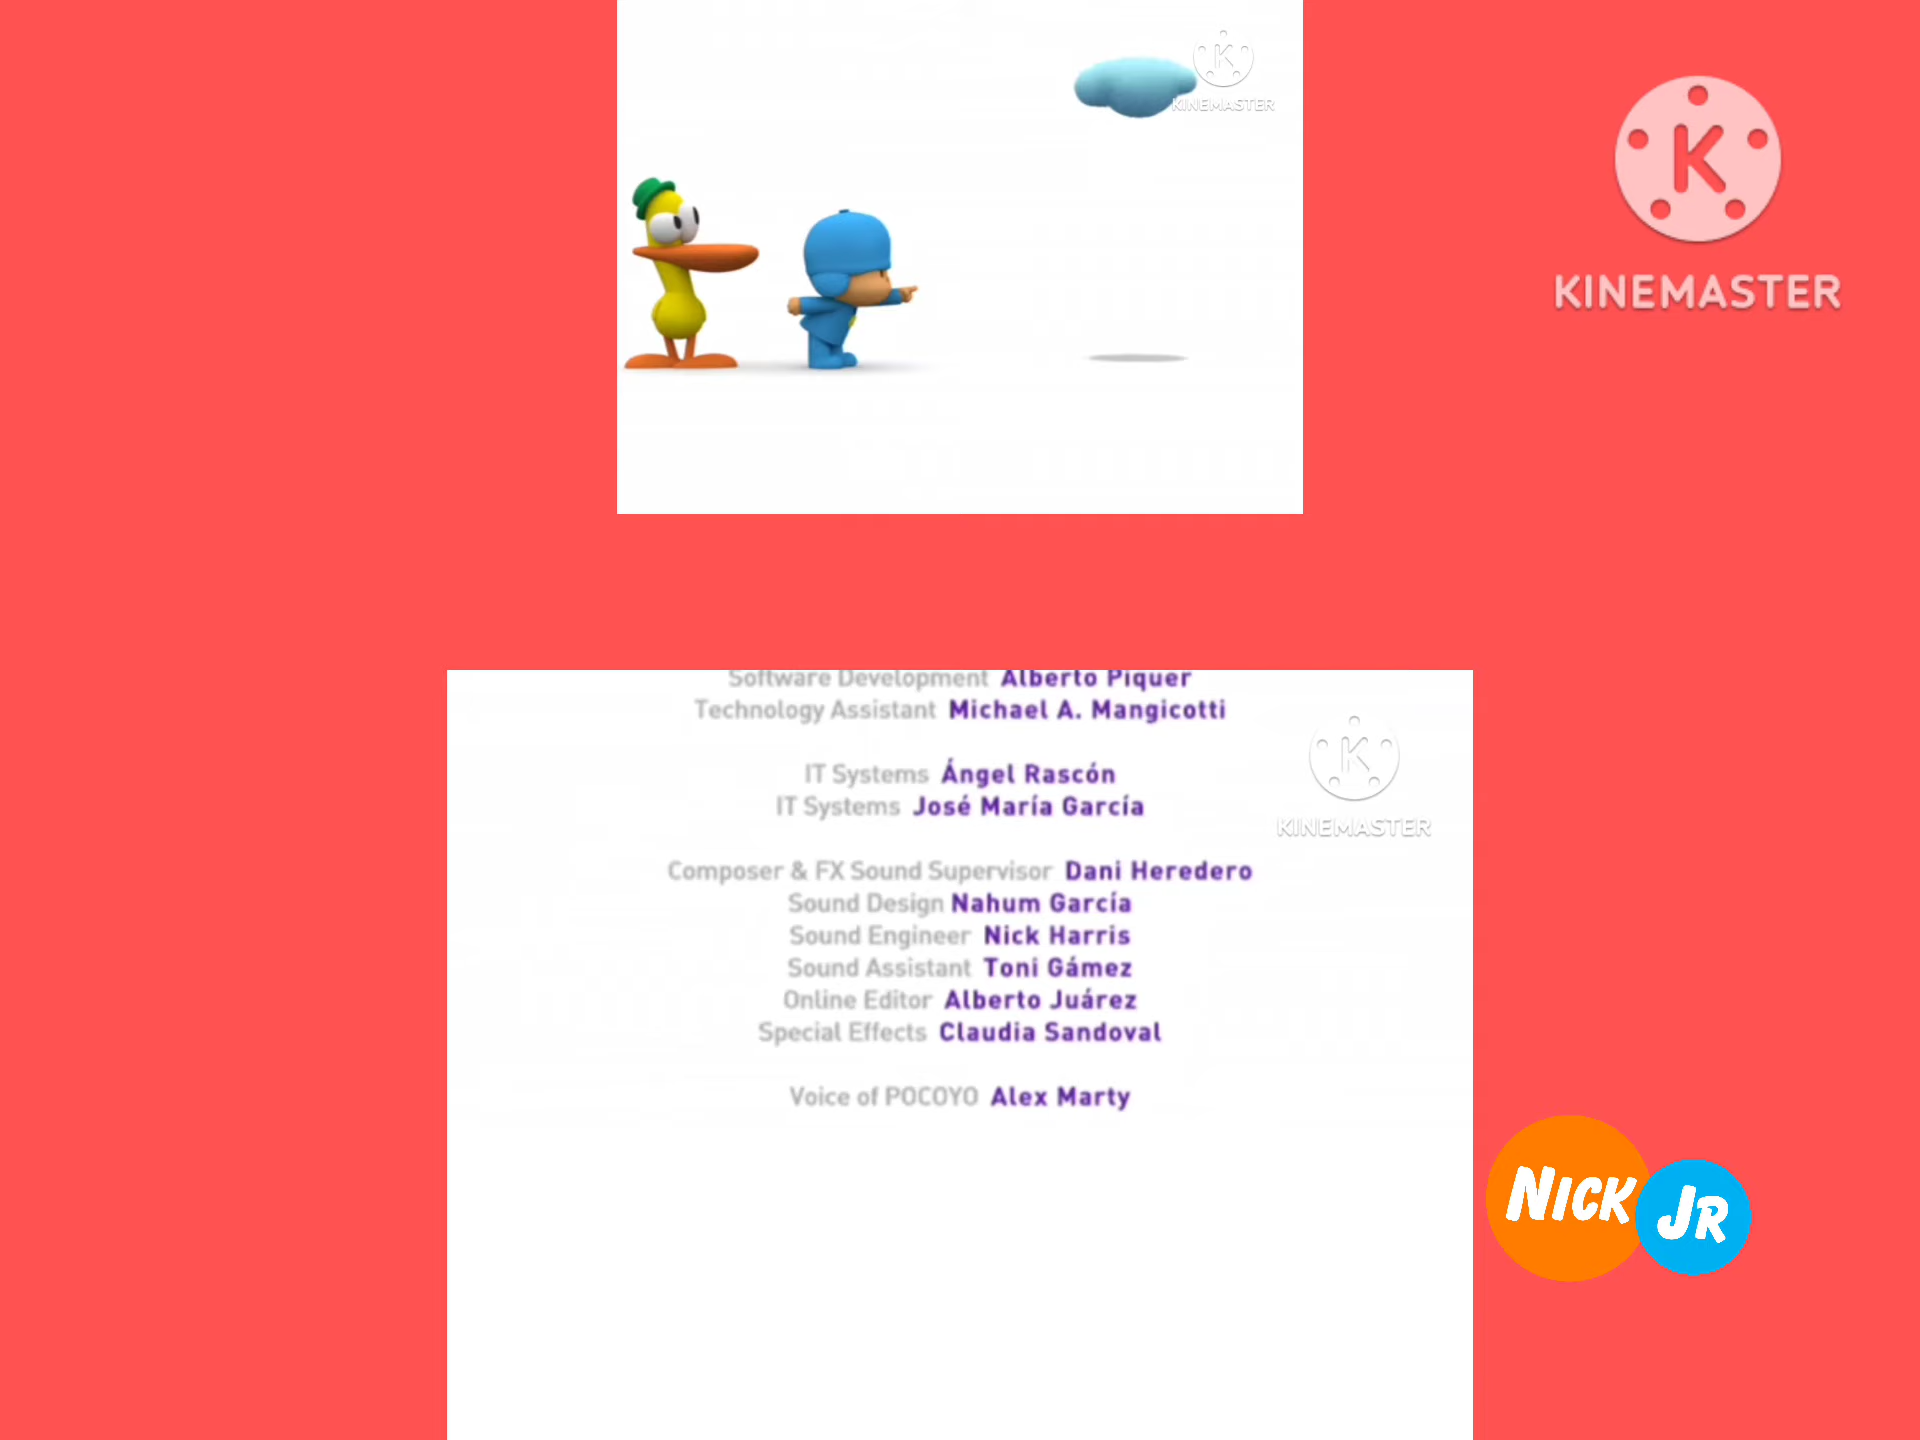 K
KINEMASTER
K
KINEMASTER
Software Development Alberto Piquer
Technology Assistant Michael A. Mangicotti
IT Systems Ángel Rascón
IT Systems José María García
Composer & FX Sound Supervisor Dani Heredero
Sound Design Nahum García
Sound Engineer Nick Harris
Sound Assistant Toni Gámez
Online Editor Alberto Juárez
Special Effects Claudia Sandoval
Voice of POCOYO Alex Marty
K
KINEMASTER
NICK JR